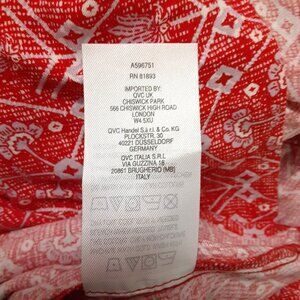 A596751
RN 81893
IMPORTED BY:
QVC UK
CHISWICK PARK
566 CHISWICK HIGH ROAD
LONDON
W4 5XU
QVC Handel S.à r.l. & Co. KG
PLOCKSTR. 30
40221 DÜSSELDORF
GERMANY
QVC ITALIA S.R.L
VIA GUZZINA 18
20861 BRUGHERIO (MB)
ITALY